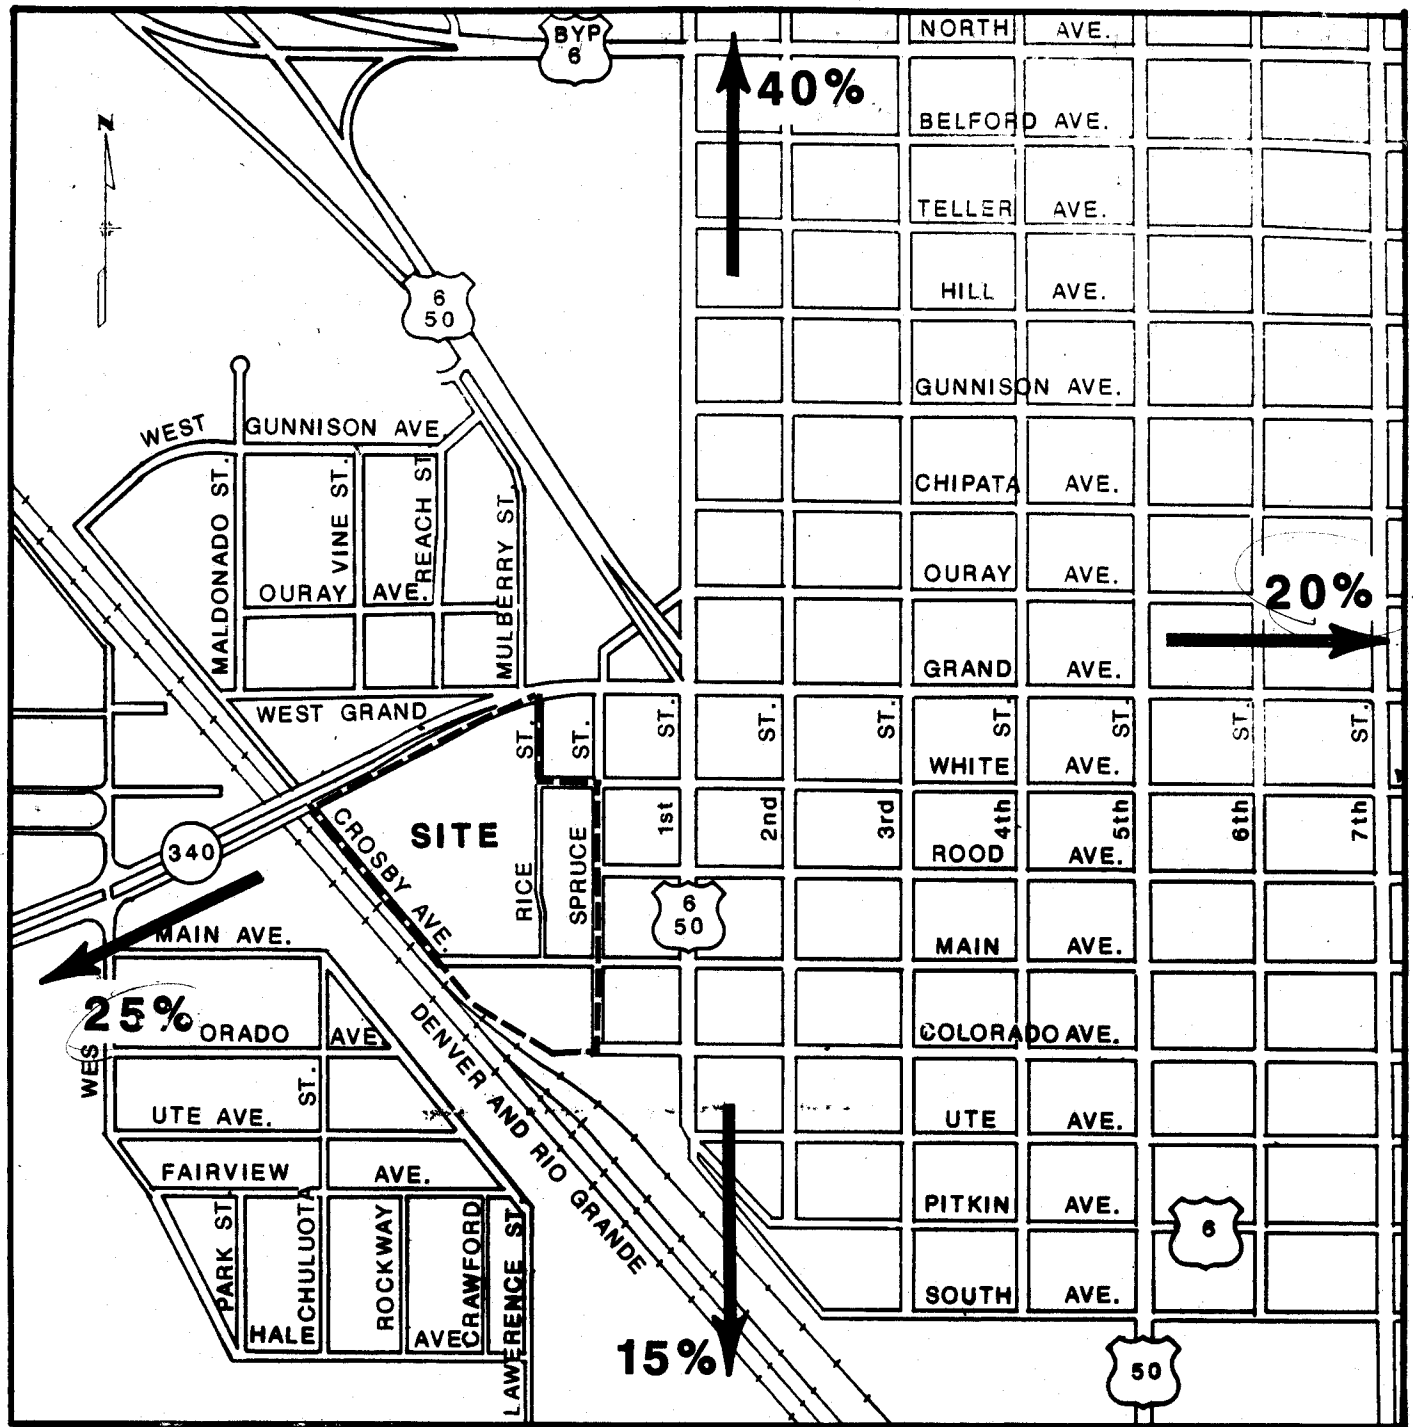 NORTH AVE.
BYP
6
40%
BELFORD AVE.
N
TELLER AVE.
HILL AVE.
6
50
GUNNISON AVE.
WEST GUNNISON AVE.
CHIPATA AVE.
MALDONADO ST.
VINE ST.
REACH ST.
MULBERRY ST.
OURAY AVE.
OURAY AVE.
20%
GRAND AVE.
WEST GRAND
RICE ST.
SPRUCE ST.
1st ST.
2nd ST.
3rd ST.
4th ST.
5th ST.
6th ST.
7th ST.
WHITE AVE.
SITE
CROSBY AVE.
340
ROOD AVE.
6
50
MAIN AVE.
MAIN AVE.
25%
ORADO AVE.
COLORADO AVE.
WES
DENVER AND RIO GRANDE
UTE AVE.
UTE AVE.
FAIRVIEW AVE.
PITKIN AVE.
6
PARK ST.
CHULUOTA ST.
ROCKWAY
CRAWFORD
LAWERENCE ST.
SOUTH AVE.
HALE AVE
15%
50